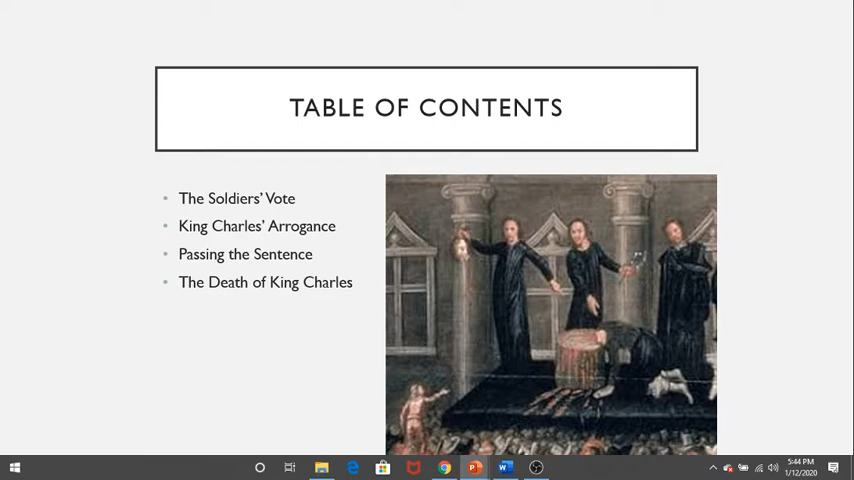 TABLE OF CONTENTS
• The Soldiers' Vote
• King Charles' Arrogance
• Passing the Sentence
• The Death of King Charles
5:44 PM
1/12/2020